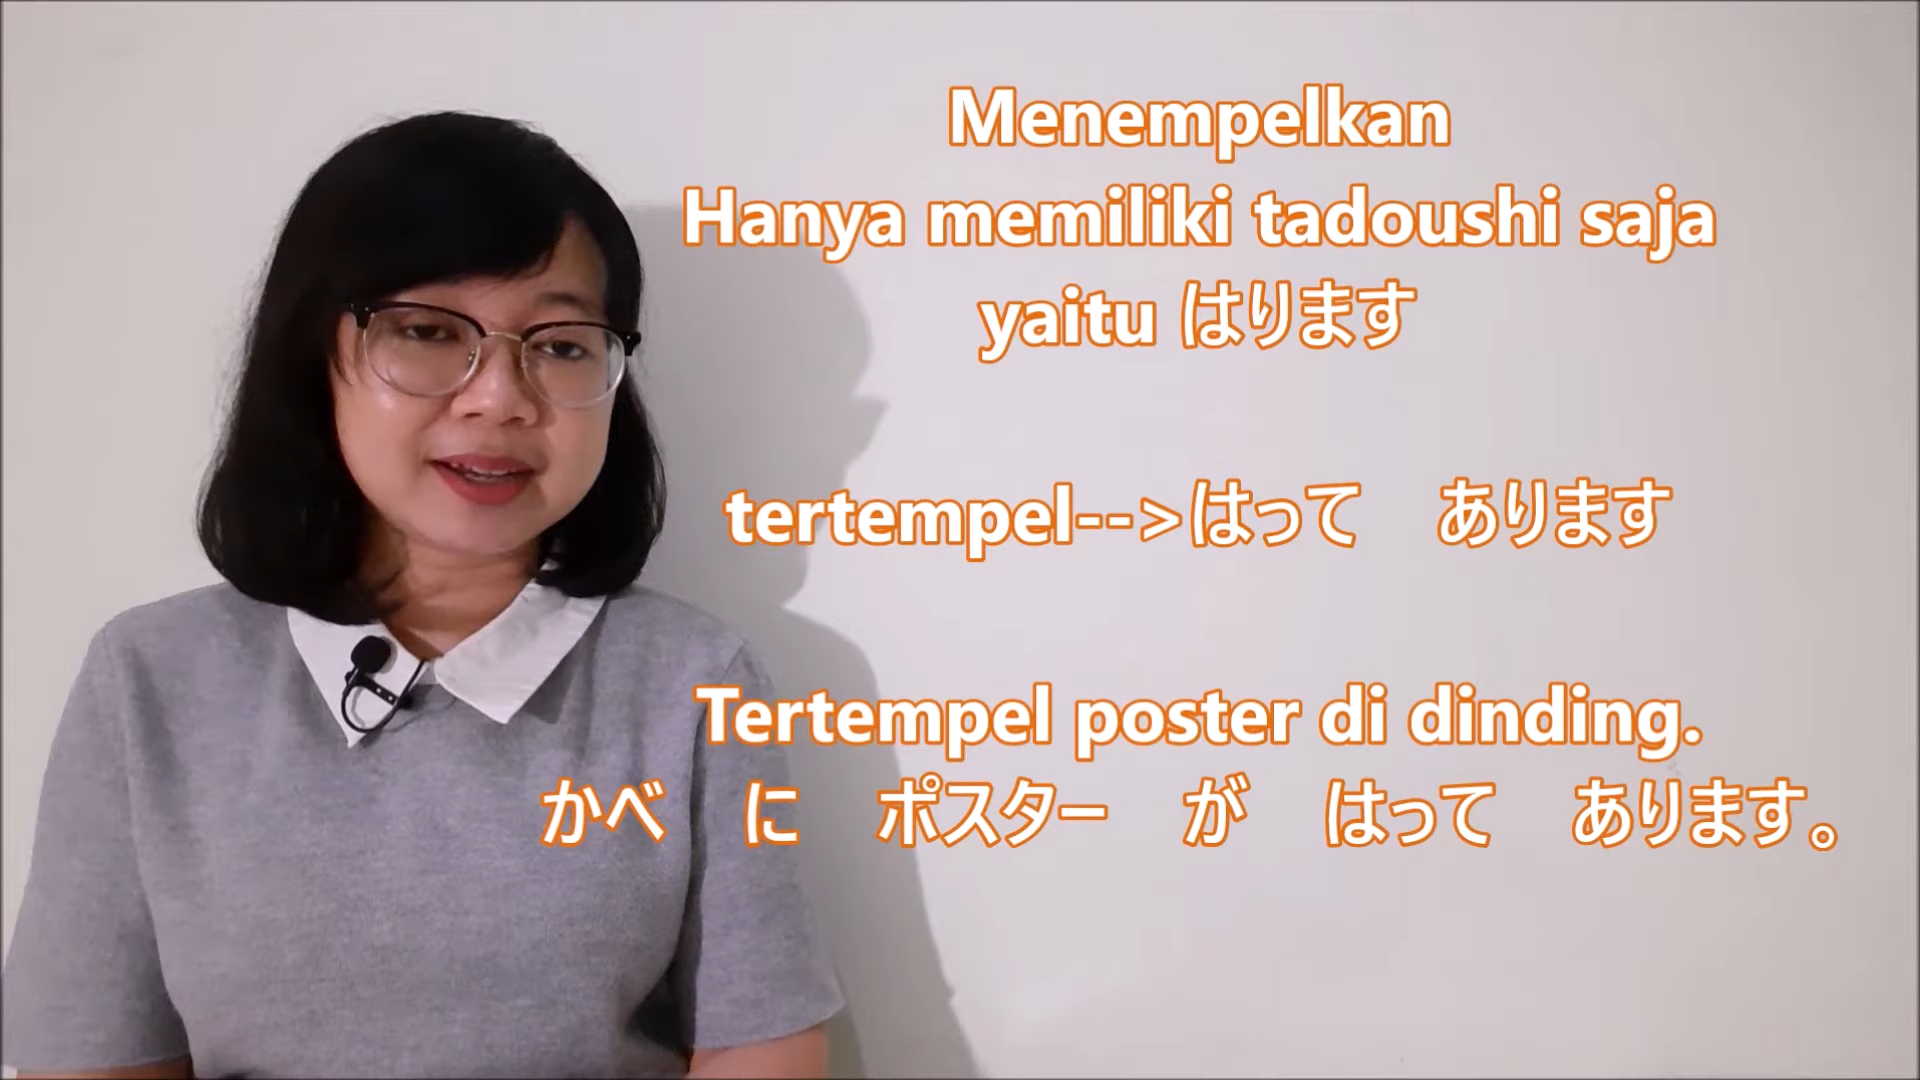 Menempelkan
Hanya memiliki tadoushi saja
yaitu はります
tertempel-->はって　あります
Tertempel poster di dinding.
かべ　に　ポスター　が　はって　あります。